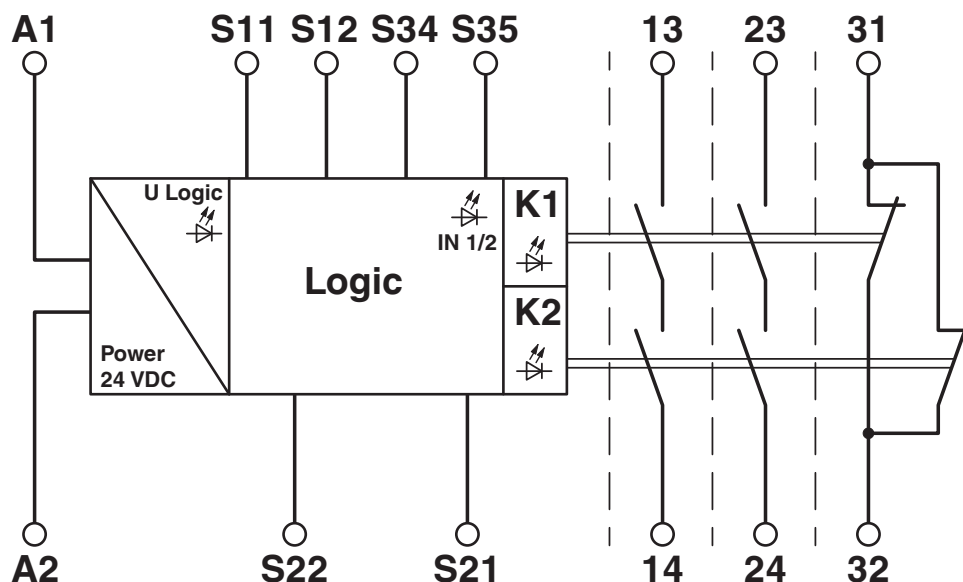 A1 S11 S12 S34 S35 13 23 31
U Logic
K1
IN 1/2
Logic
K2
Power
24 VDC
A2 S22 S21 14 24 32